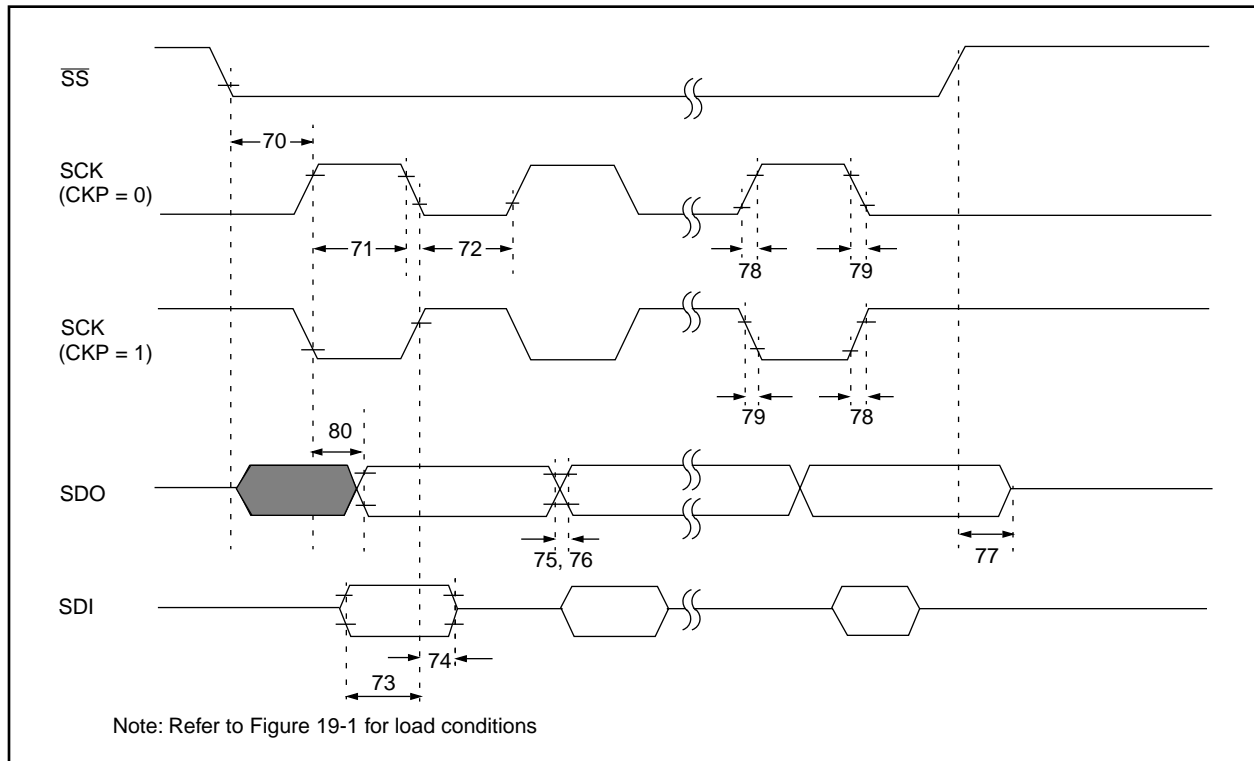 SS
70
SCK
(CKP = 0)
71
72
78
79
SCK
(CKP = 1)
79
78
80
SDO
75, 76
77
SDI
74
73
Note: Refer to Figure 19-1 for load conditions